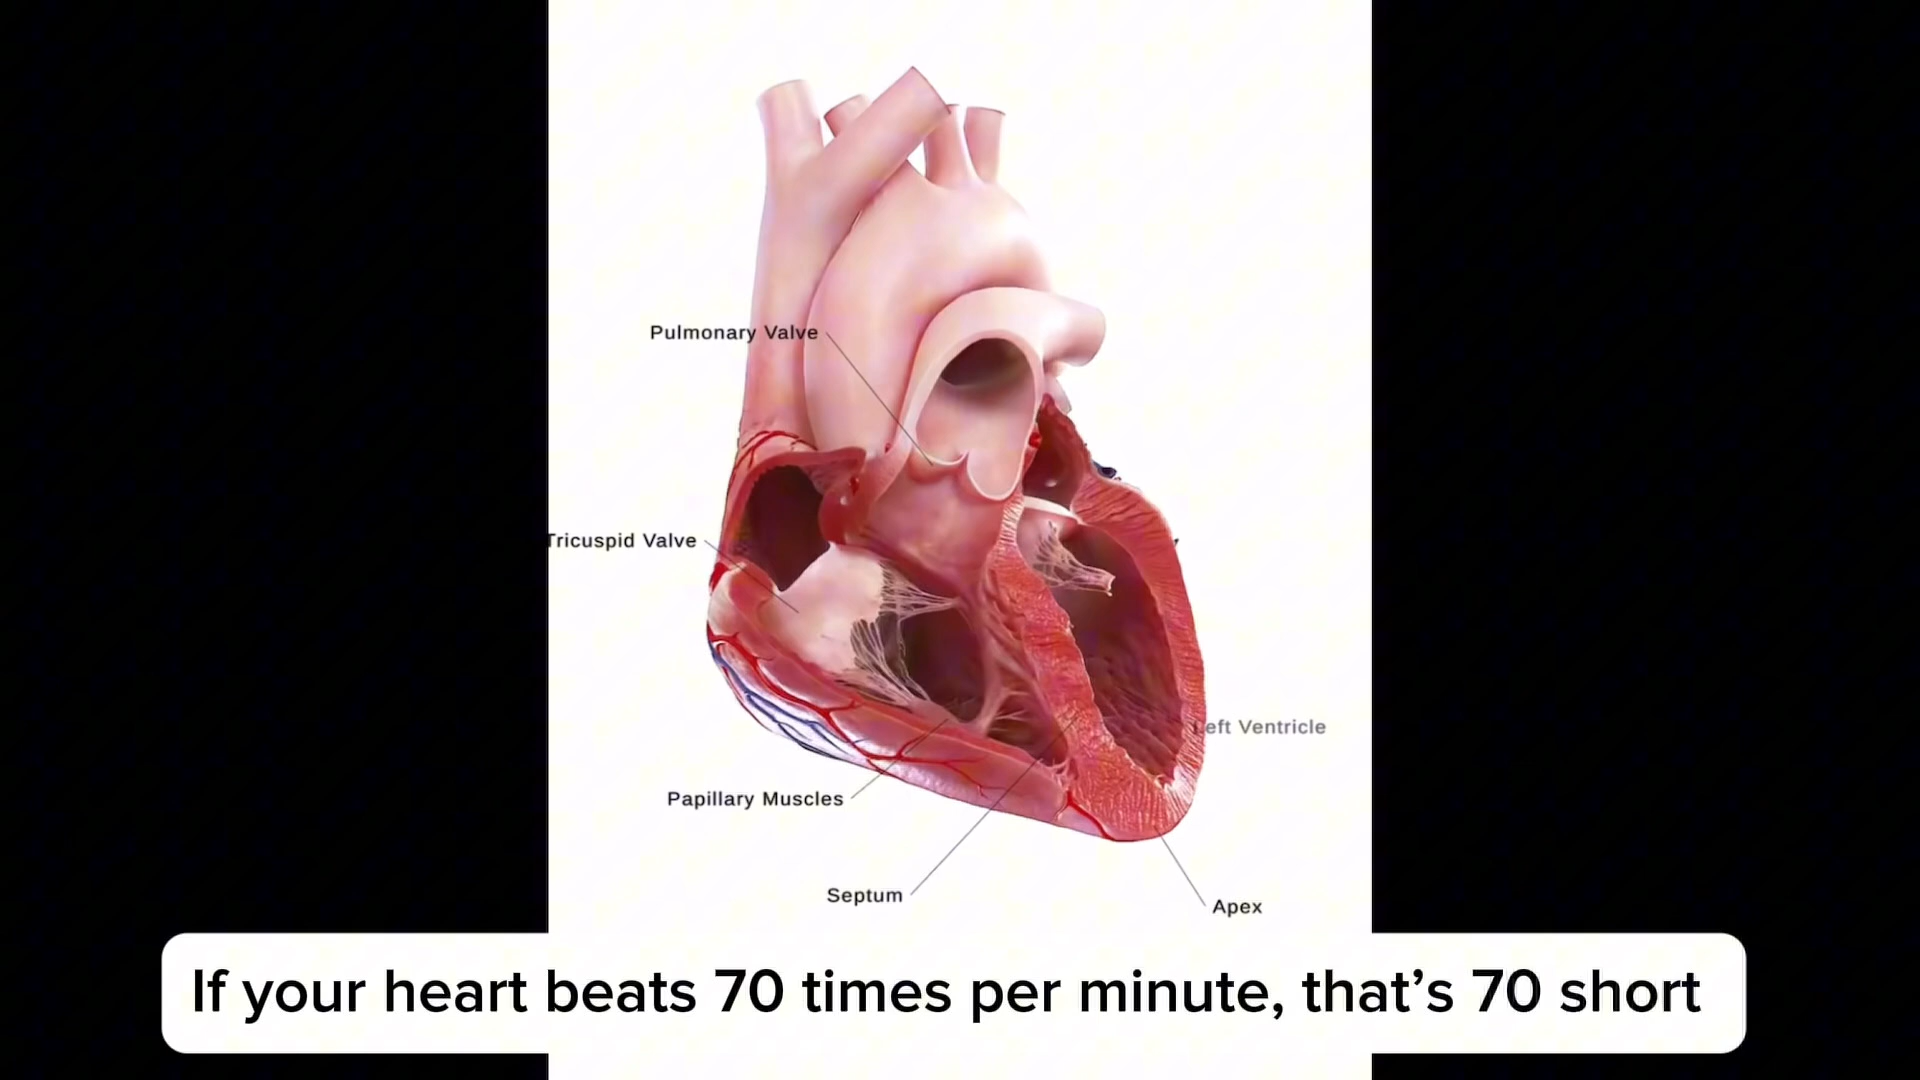 Pulmonary Valve
Tricuspid Valve
Left Ventricle
Papillary Muscles
Septum
Apex
If your heart beats 70 times per minute, that’s 70 short